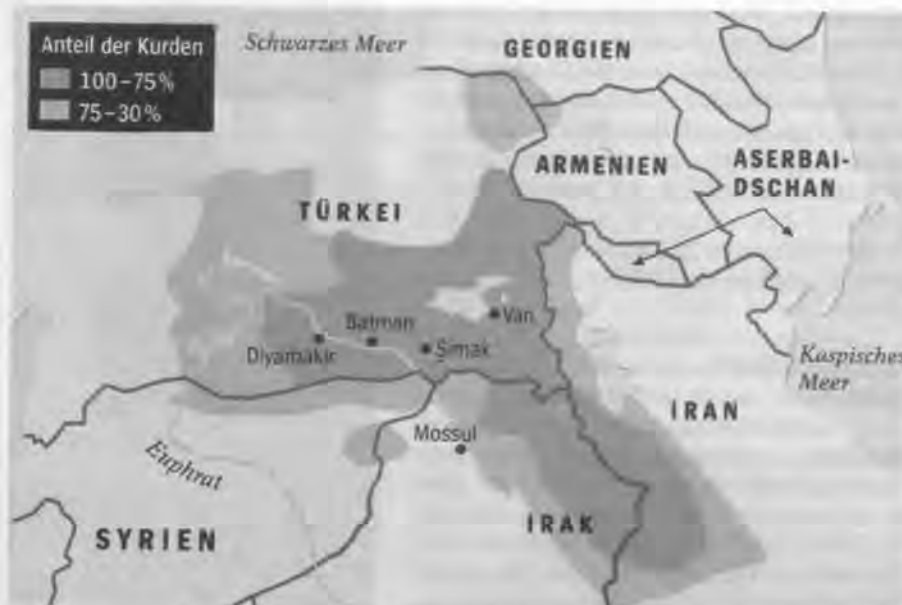 Anteil der Kurden
100–75%
75–30%
Schwarzes Meer
GEORGIEN
ARMENIEN
ASERBAI-
DSCHAN
TÜRKEI
Van
Batman
Diyarnakir
Şirnak
Kaspisches
Meer
IRAN
Mossul
Euphrat
IRAK
SYRIEN